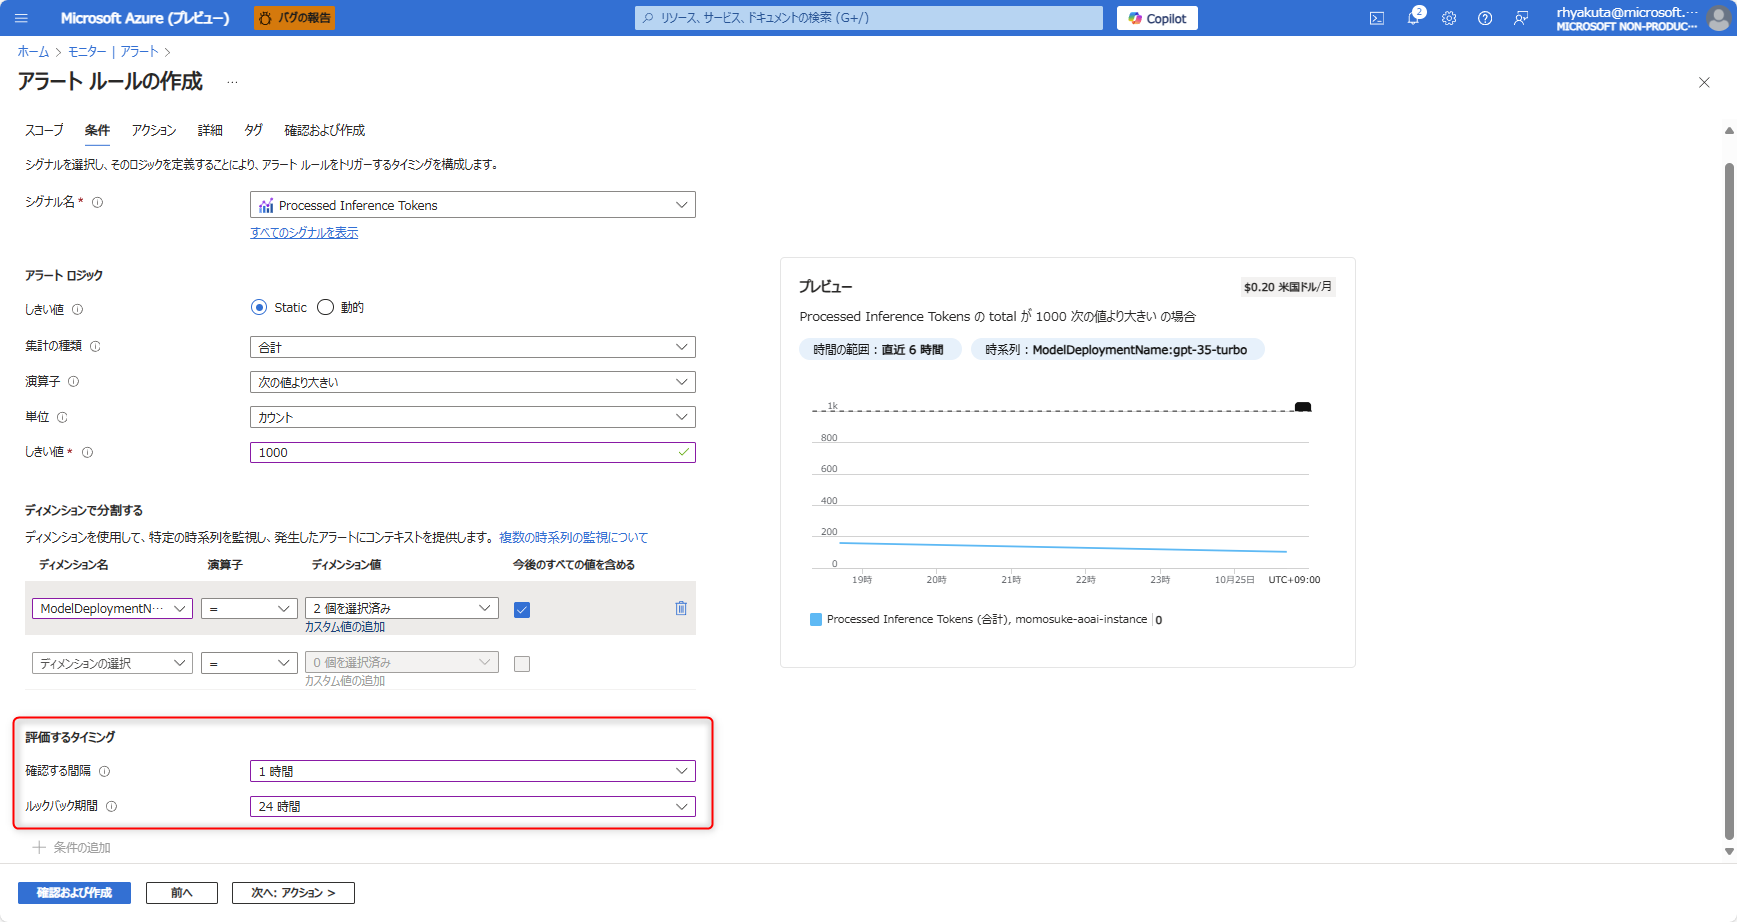 Microsoft Azure (プレビュー)
バグの報告
リソース、サービス、ドキュメントの検索 (G+/)
Copilot
2
rhyakuta@microsoft.…
MICROSOFT NON-PRODUC…
ホーム > モニター | アラート >
アラート ルールの作成 …
スコープ 条件 アクション 詳細 タグ 確認および作成
シグナルを選択し、そのロジックを定義することにより、アラート ルールをトリガーするタイミングを構成します。
シグナル名 *
Processed Inference Tokens
すべてのシグナルを表示
アラート ロジック
しきい値
Static 動的
集計の種類
合計
演算子
次の値より大きい
単位
カウント
しきい値 *
1000
ディメンションで分割する
ディメンションを使用して、特定の時系列を監視し、発生したアラートにコンテキストを提供します。 複数の時系列の監視について
ディメンション名 演算子 ディメンション値 今後のすべての値を含める
ModelDeploymentN… = 2 個を選択済み
カスタム値の追加
ディメンションの選択 = 0 個を選択済み
カスタム値の追加
評価するタイミング
確認する間隔
1 時間
ルックバック期間
24 時間
条件の追加
確認および作成 前へ 次へ: アクション >
プレビュー
$0.20 米国ドル/月
Processed Inference Tokens の total が 1000 次の値より大きい の場合
時間の範囲 : 直近 6 時間 時系列 : ModelDeploymentName:gpt-35-turbo
1k
800
600
400
200
0
19時 20時 21時 22時 23時 10月25日 UTC+09:00
Processed Inference Tokens (合計), momosuke-aoai-instance | 0